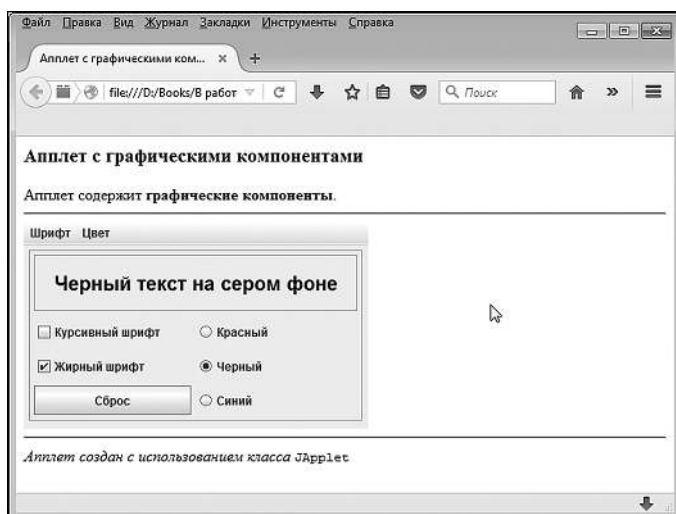 Файл Правка Вид Журнал Закладки Инструменты Справка
Апплет с графическими ком... × +
file:///D:/Books/В работ
Поиск
Апплет с графическими компонентами
Апплет содержит графические компоненты.
Шрифт Цвет
Черный текст на сером фоне
Курсивный шрифт
Красный
Жирный шрифт
Черный
Сброс
Синий
Апплет создан с использованием класса JApplet